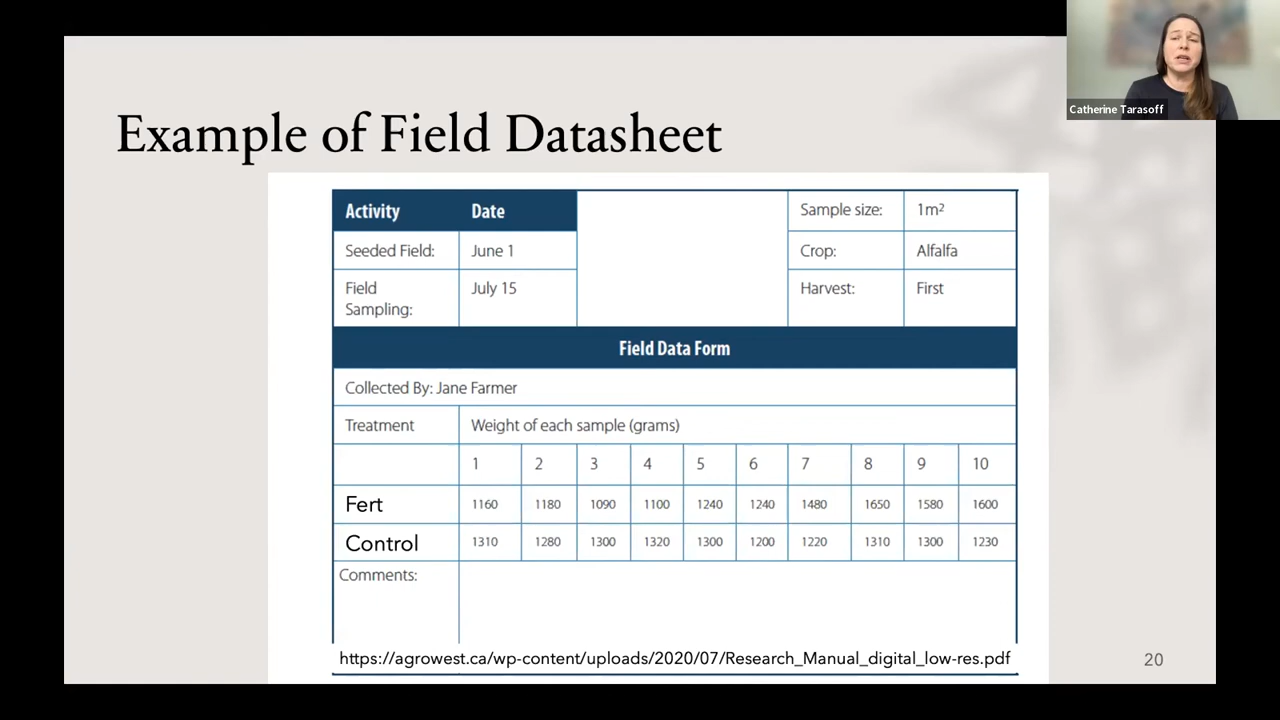 Catherine Tarasoff
Example of Field Datasheet
Activity Date Sample size: 1m²
Seeded Field: June 1 Crop: Alfalfa
Field Sampling: July 15 Harvest: First
Field Data Form
Collected By: Jane Farmer
Treatment Weight of each sample (grams)
1 2 3 4 5 6 7 8 9 10
Fert 1160 1180 1090 1100 1240 1240 1480 1650 1580 1600
Control 1310 1280 1300 1320 1300 1200 1220 1310 1300 1230
Comments:
https://agrowest.ca/wp-content/uploads/2020/07/Research_Manual_digital_low-res.pdf
20